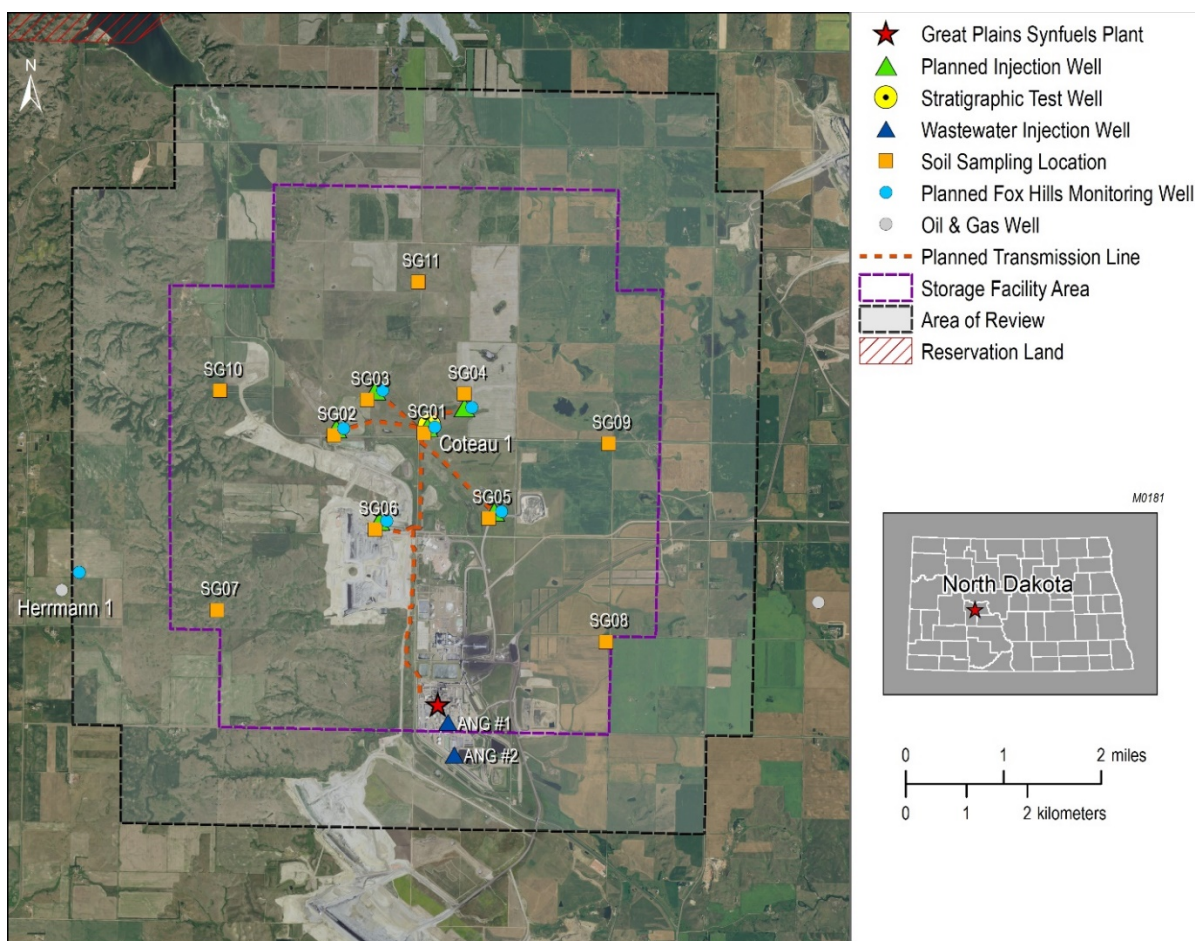 N
SG11
SG10
SG03
SG04
SG02
SG01
SG09
Coteau 1
SG05
SG06
Herrmann 1
SG07
SG08
ANG #1
ANG #2
Great Plains Synfuels Plant
Planned Injection Well
Stratigraphic Test Well
Wastewater Injection Well
Soil Sampling Location
Planned Fox Hills Monitoring Well
Oil & Gas Well
Planned Transmission Line
Storage Facility Area
Area of Review
Reservation Land
M0181
North Dakota
0 1 2 miles
0 1 2 kilometers